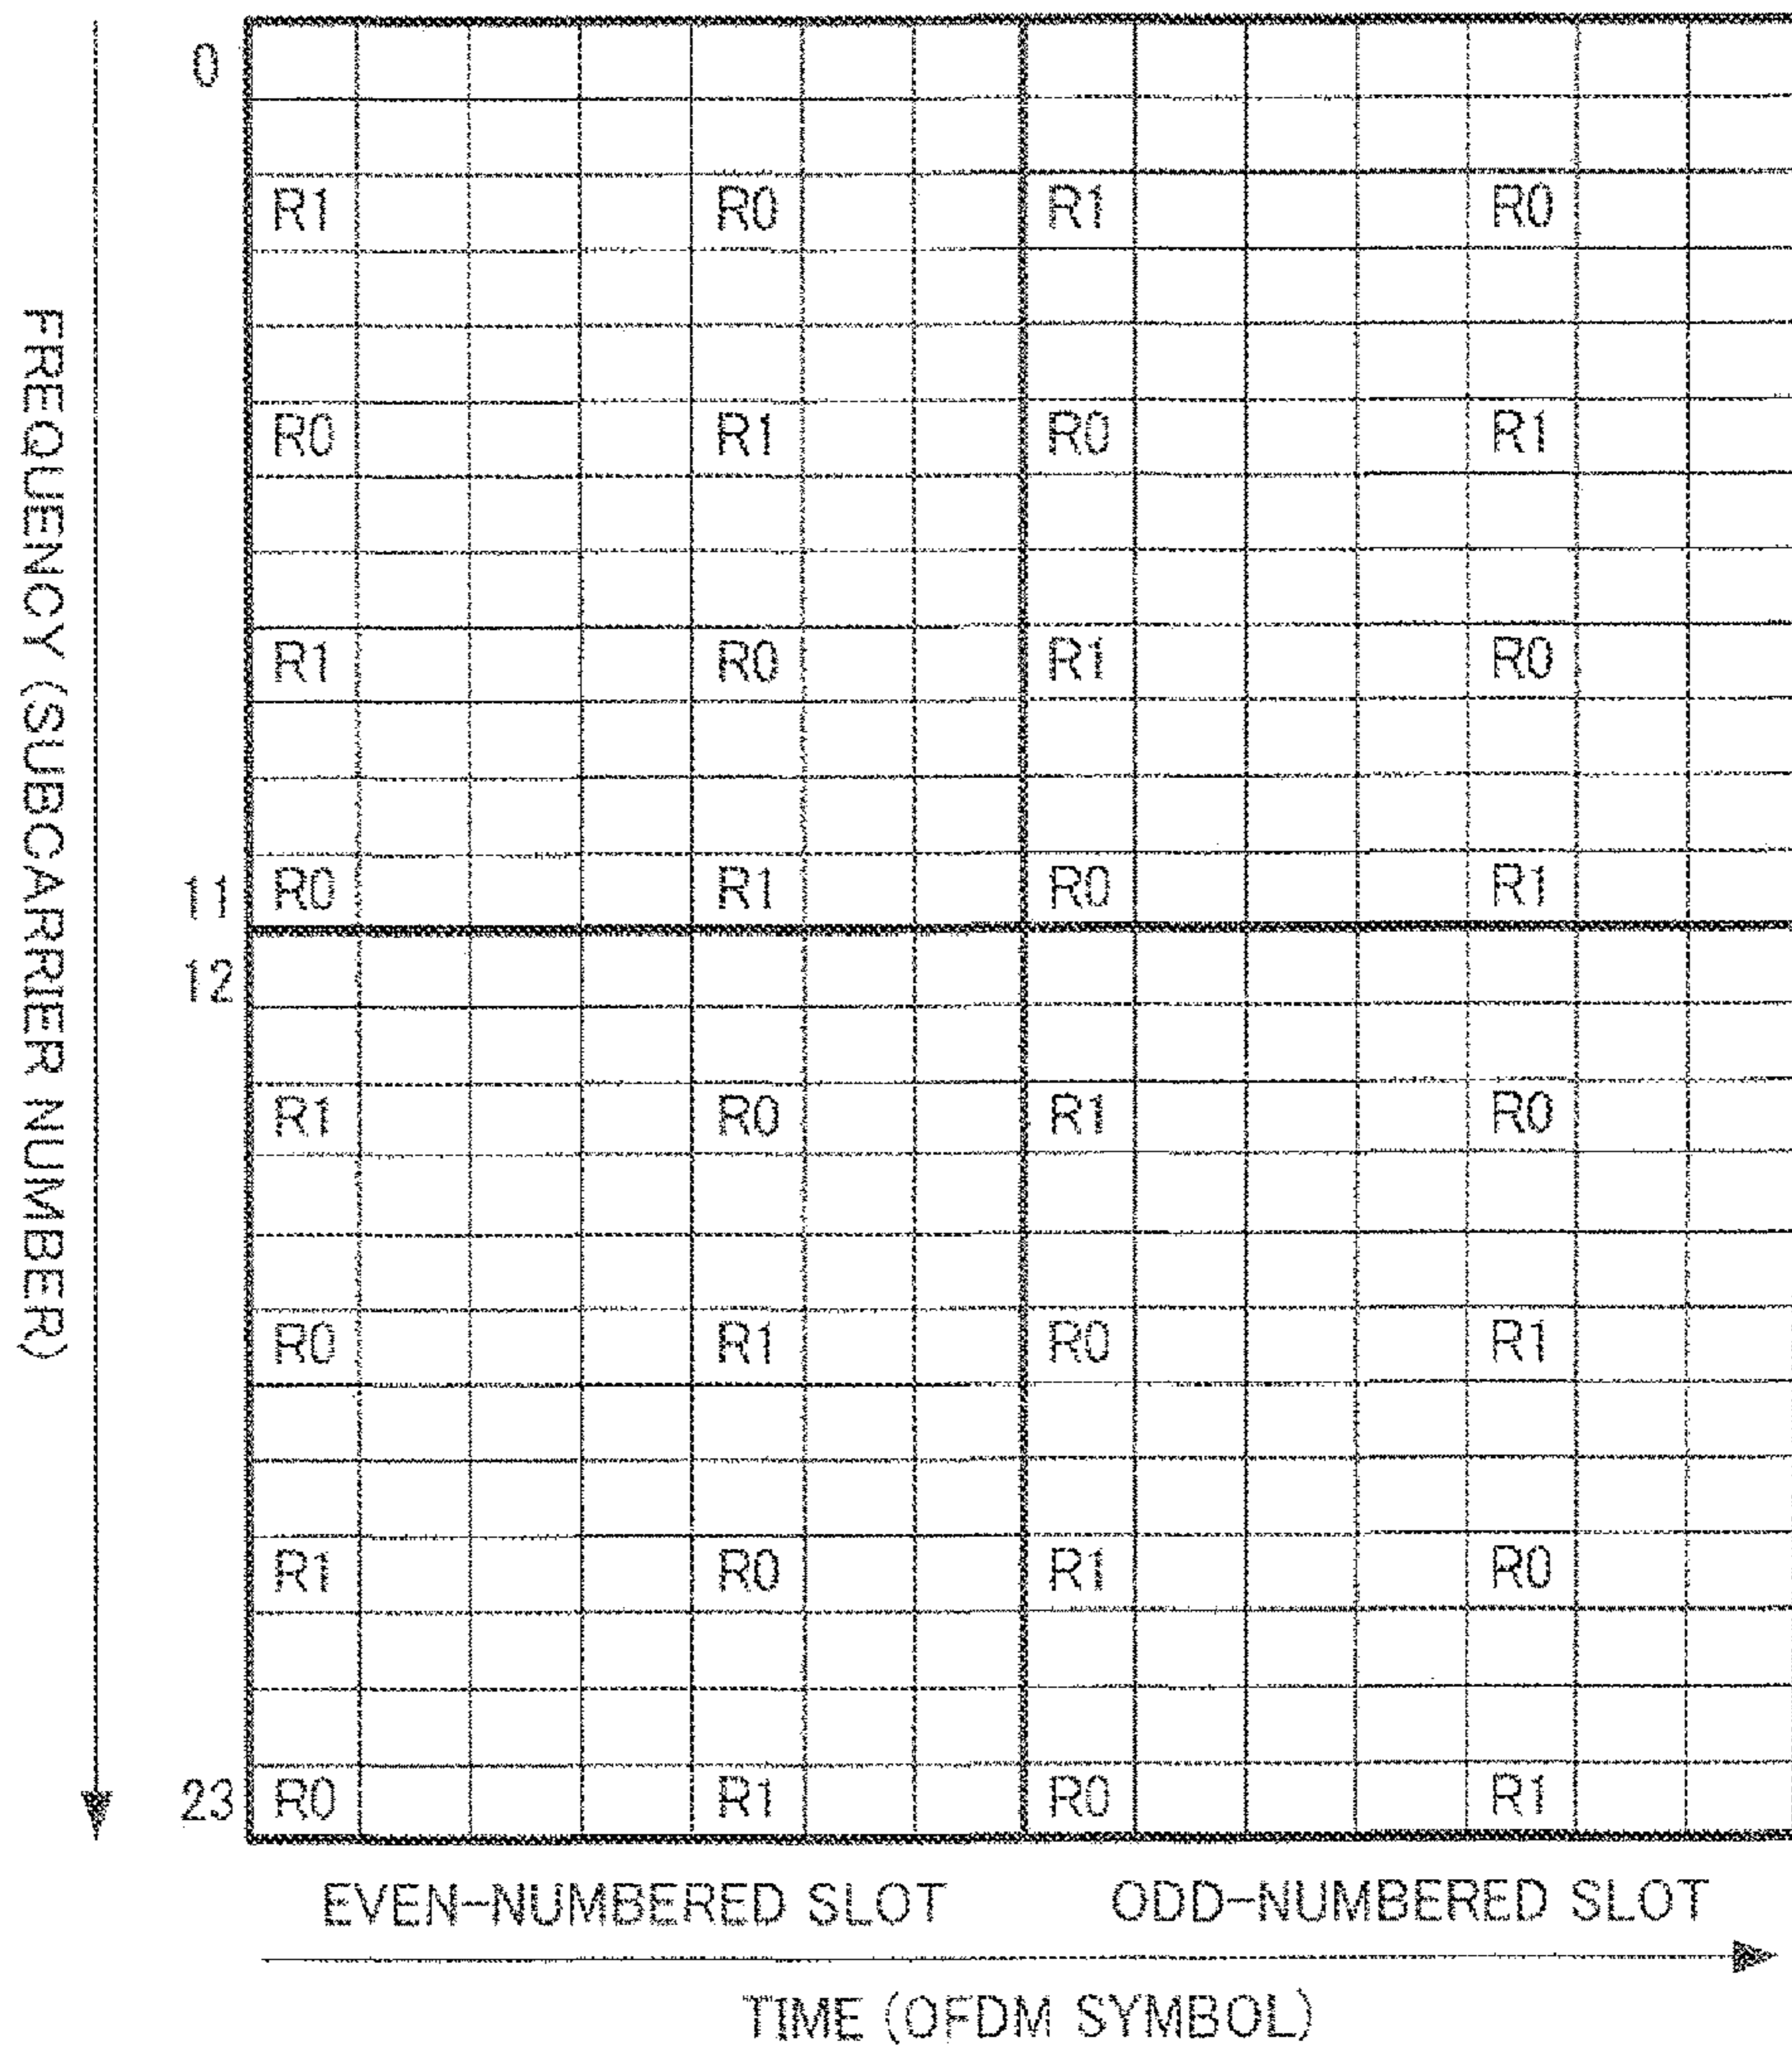 FREQUENCY (SUBCARRIER NUMBER)
0
R1 R0 R1 R0
R0 R1 R0 R1
R1 R0 R1 R0
11 R0 R1 R0 R1
12
R1 R0 R1 R0
R0 R1 R0 R1
R1 R0 R1 R0
23 R0 R1 R0 R1
EVEN-NUMBERED SLOT ODD-NUMBERED SLOT
TIME (OFDM SYMBOL)